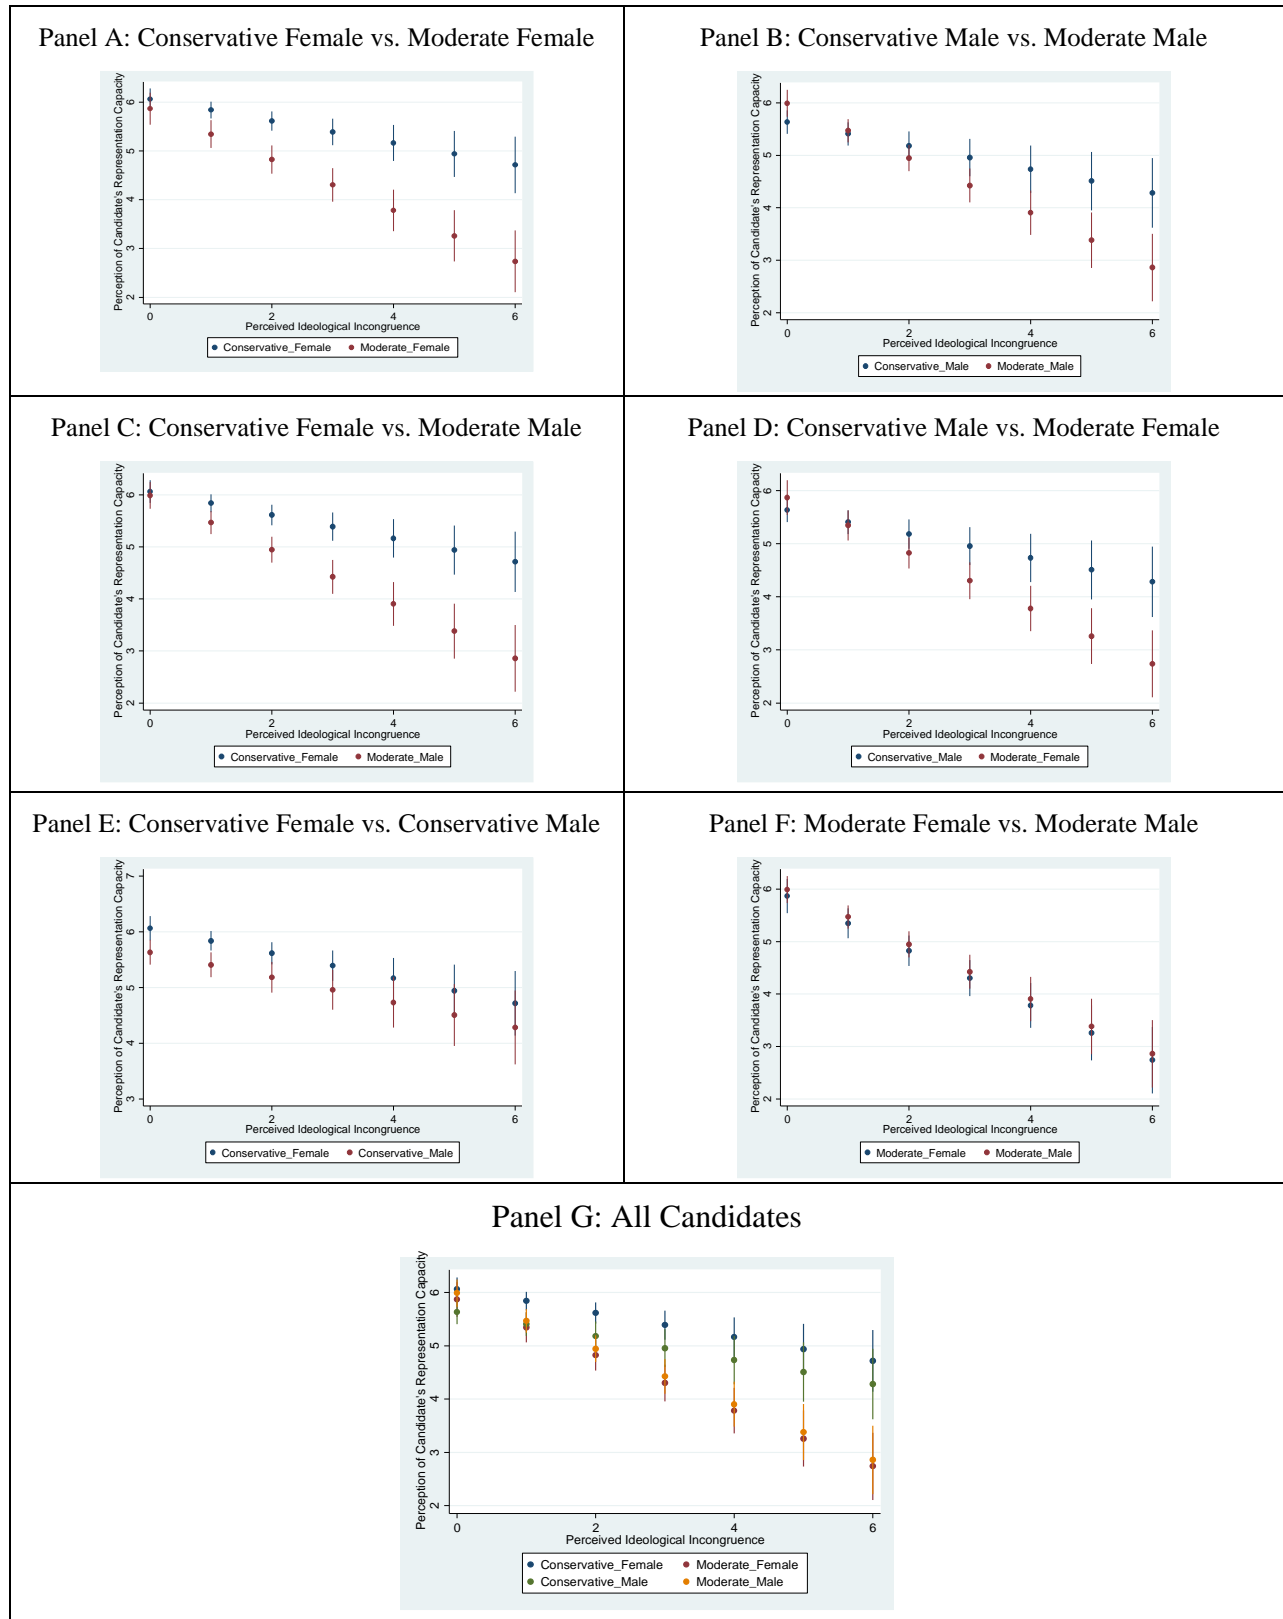 Panel A: Conservative Female vs. Moderate Female
Perception of Candidate's Representation Capacity
6
5
4
3
2
0 2 4 6
Perceived Ideological Incongruence
Conservative_Female Moderate_Female
Panel B: Conservative Male vs. Moderate Male
Perception of Candidate's Representation Capacity
6
5
4
3
2
0 2 4 6
Perceived Ideological Incongruence
Conservative_Male Moderate_Male
Panel C: Conservative Female vs. Moderate Male
Perception of Candidate's Representation Capacity
6
5
4
3
2
0 2 4 6
Perceived Ideological Incongruence
Conservative_Female Moderate_Male
Panel D: Conservative Male vs. Moderate Female
Perception of Candidate's Representation Capacity
6
5
4
3
2
0 2 4 6
Perceived Ideological Incongruence
Conservative_Male Moderate_Female
Panel E: Conservative Female vs. Conservative Male
Perception of Candidate's Representation Capacity
7
6
5
4
3
0 2 4 6
Perceived Ideological Incongruence
Conservative_Female Conservative_Male
Panel F: Moderate Female vs. Moderate Male
Perception of Candidate's Representation Capacity
6
5
4
3
2
0 2 4 6
Perceived Ideological Incongruence
Moderate_Female Moderate_Male
Panel G: All Candidates
Perception of Candidate's Representation Capacity
6
5
4
3
2
0 2 4 6
Perceived Ideological Incongruence
Conservative_Female Moderate_Female
Conservative_Male Moderate_Male